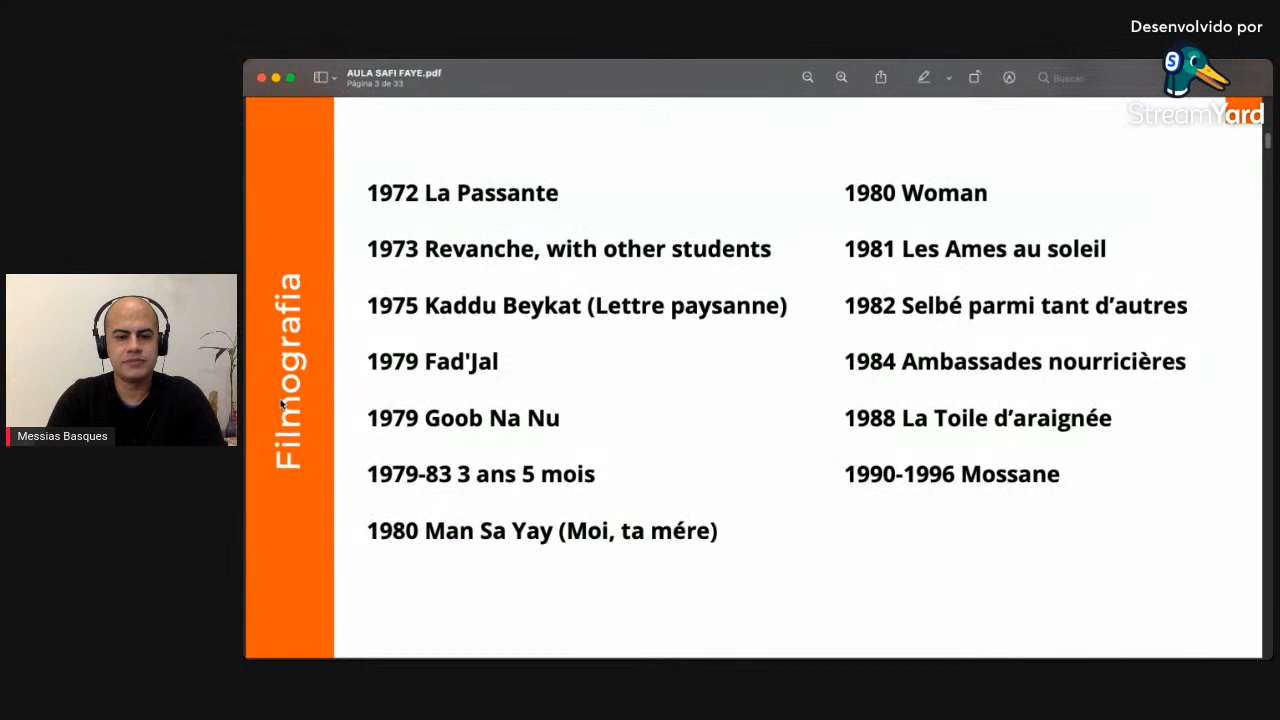 Desenvolvido por
StreamYard
AULA SAFI FAYE.pdf
Página 3 de 33
Buscar
Filmografia
1972 La Passante
1973 Revanche, with other students
1975 Kaddu Beykat (Lettre paysanne)
1979 Fad'Jal
1979 Goob Na Nu
1979-83 3 ans 5 mois
1980 Man Sa Yay (Moi, ta mére)
1980 Woman
1981 Les Ames au soleil
1982 Selbé parmi tant d’autres
1984 Ambassades nourricières
1988 La Toile d’araignée
1990-1996 Mossane
Messias Basques